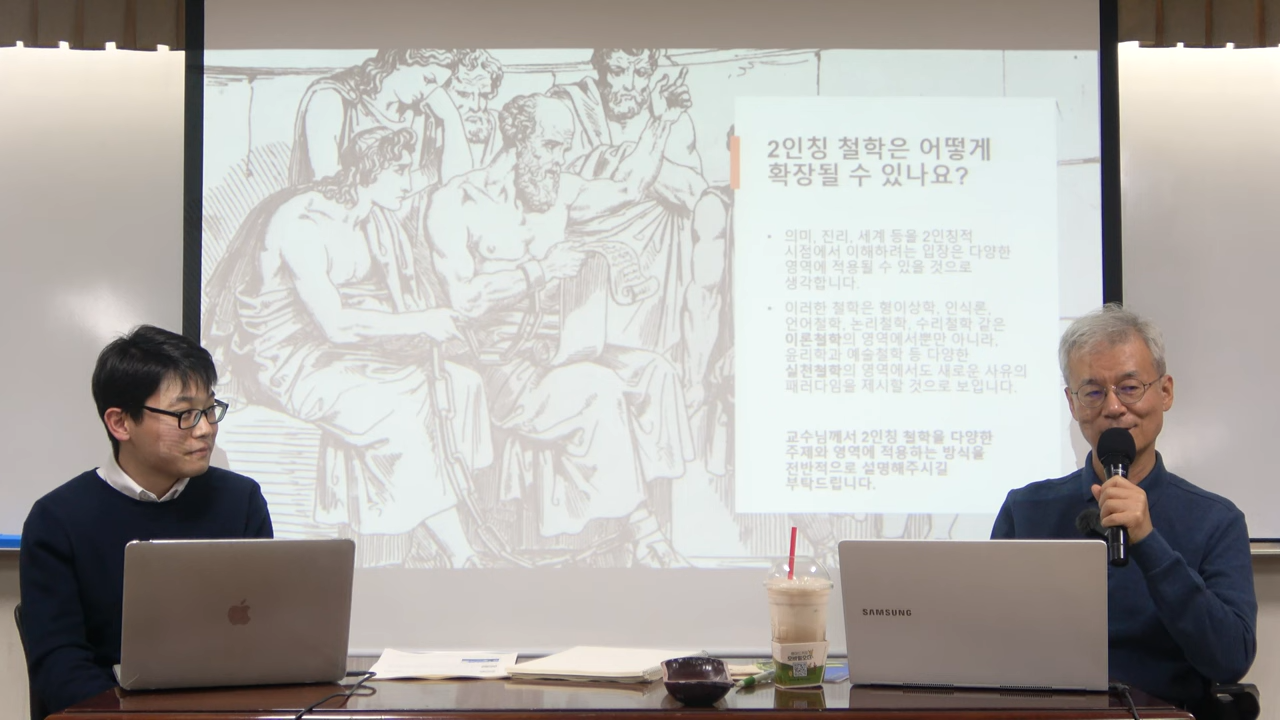 2인칭 철학은 어떻게
확장될 수 있나요?
• 의미, 진리, 세계 등을 2인칭적
시점에서 이해하려는 입장은 다양한
영역에 적용될 수 있을 것으로
생각합니다.
• 이러한 철학은 형이상학, 인식론,
언어철학, 논리철학, 수리철학 같은
이론철학의 영역에서뿐만 아니라,
윤리학과 예술철학 등 다양한
실천철학의 영역에서도 새로운 사유의
패러다임을 제시할 것으로 보입니다.
교수님께서 2인칭 철학을 다양한
주제와 영역에 적용하는 방식을
전반적으로 설명해주시길
부탁드립니다.
SAMSUNG